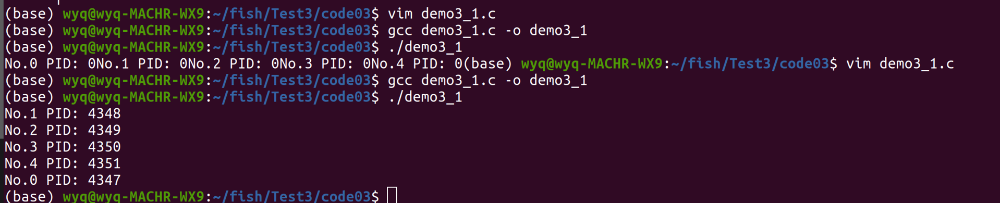 (base) wyq@wyq-MACHR-WX9:~/fish/Test3/code03$ vim demo3_1.c
(base) wyq@wyq-MACHR-WX9:~/fish/Test3/code03$ gcc demo3_1.c -o demo3_1
(base) wyq@wyq-MACHR-WX9:~/fish/Test3/code03$ ./demo3_1
No.0 PID: 0No.1 PID: 0No.2 PID: 0No.3 PID: 0No.4 PID: 0(base) wyq@wyq-MACHR-WX9:~/fish/Test3/code03$ vim demo3_1.c
(base) wyq@wyq-MACHR-WX9:~/fish/Test3/code03$ gcc demo3_1.c -o demo3_1
(base) wyq@wyq-MACHR-WX9:~/fish/Test3/code03$ ./demo3_1
No.1 PID: 4348
No.2 PID: 4349
No.3 PID: 4350
No.4 PID: 4351
No.0 PID: 4347
(base) wyq@wyq-MACHR-WX9:~/fish/Test3/code03$